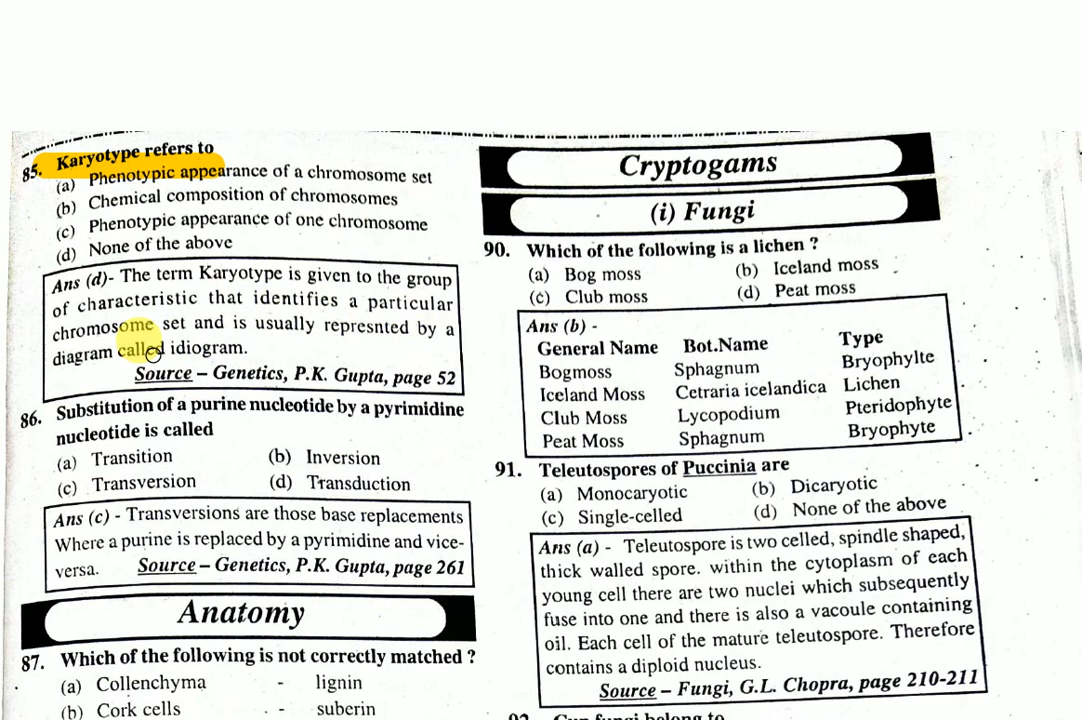 85. Karyotype refers to
(a) Phenotypic appearance of a chromosome set
(b) Chemical composition of chromosomes
(c) Phenotypic appearance of one chromosome
(d) None of the above
Ans (d)- The term Karyotype is given to the group
of characteristic that identifies a particular
chromosome set and is usually represnted by a
diagram called idiogram.
Source – Genetics, P.K. Gupta, page 52
86. Substitution of a purine nucleotide by a pyrimidine
nucleotide is called
(a) Transition (b) Inversion
(c) Transversion (d) Transduction
Ans (c) - Transversions are those base replacements
Where a purine is replaced by a pyrimidine and vice-
versa. Source – Genetics, P.K. Gupta, page 261
Anatomy
87. Which of the following is not correctly matched ?
(a) Collenchyma - lignin
(b) Cork cells - suberin
Cryptogams
(i) Fungi
90. Which of the following is a lichen ?
(a) Bog moss (b) Iceland moss
(c) Club moss (d) Peat moss
Ans (b) -
General Name Bot.Name Type
Bogmoss Sphagnum Bryophylte
Iceland Moss Cetraria icelandica Lichen
Club Moss Lycopodium Pteridophyte
Peat Moss Sphagnum Bryophyte
91. Teleutospores of Puccinia are
(a) Monocaryotic (b) Dicaryotic
(c) Single-celled (d) None of the above
Ans (a) - Teleutospore is two celled, spindle shaped,
thick walled spore. within the cytoplasm of each
young cell there are two nuclei which subsequently
fuse into one and there is also a vacoule containing
oil. Each cell of the mature teleutospore. Therefore
contains a diploid nucleus.
Source – Fungi, G.L. Chopra, page 210-211